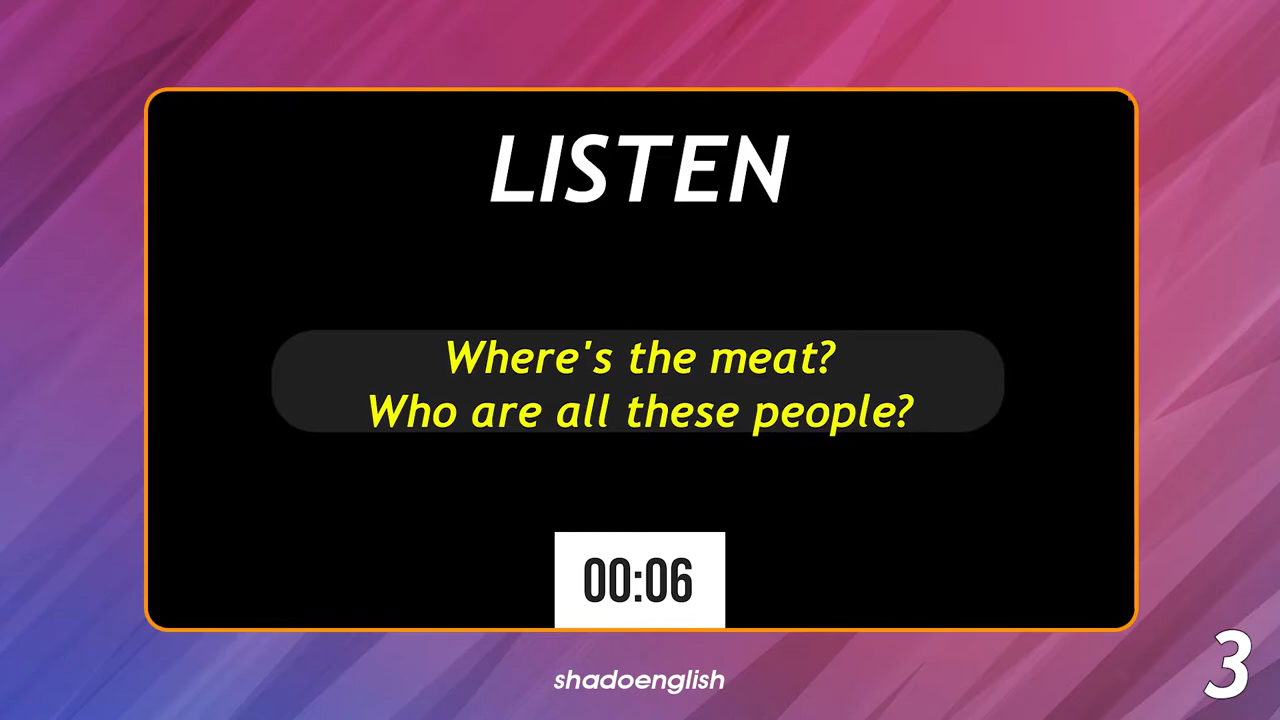 LISTEN
Where's the meat?
Who are all these people?
00:06
shadoenglish
3